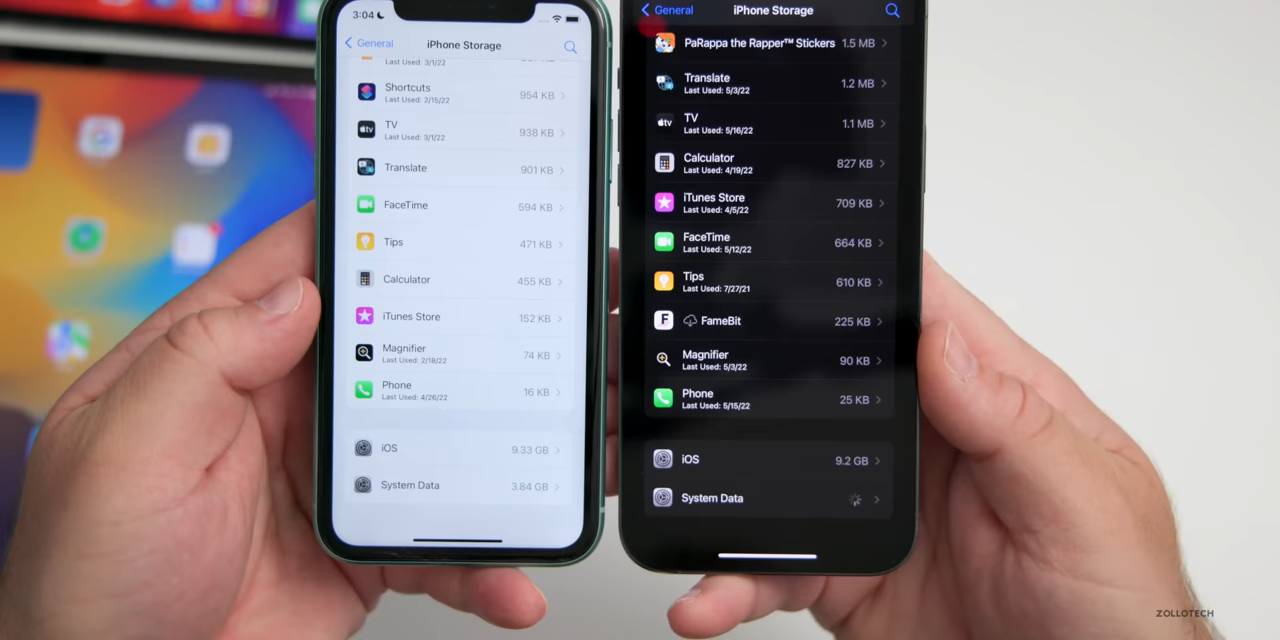 3:04
General
iPhone Storage
Last Used: 3/1/22
Shortcuts
Last Used: 2/15/22
954 KB
TV
Last Used: 3/1/22
938 KB
Translate
901 KB
FaceTime
594 KB
Tips
471 KB
Calculator
455 KB
iTunes Store
152 KB
Magnifier
Last Used: 2/18/22
74 KB
Phone
Last Used: 4/26/22
16 KB
iOS
9.33 GB
System Data
3.84 GB
General
iPhone Storage
PaRappa the Rapper™ Stickers
1.5 MB
Translate
Last Used: 5/3/22
1.2 MB
TV
Last Used: 5/16/22
1.1 MB
Calculator
Last Used: 4/19/22
827 KB
iTunes Store
Last Used: 4/5/22
709 KB
FaceTime
Last Used: 5/12/22
664 KB
Tips
Last Used: 7/27/21
610 KB
F
FameBit
225 KB
Magnifier
Last Used: 5/3/22
90 KB
Phone
Last Used: 5/15/22
25 KB
iOS
9.2 GB
System Data
ZOLLOTECH